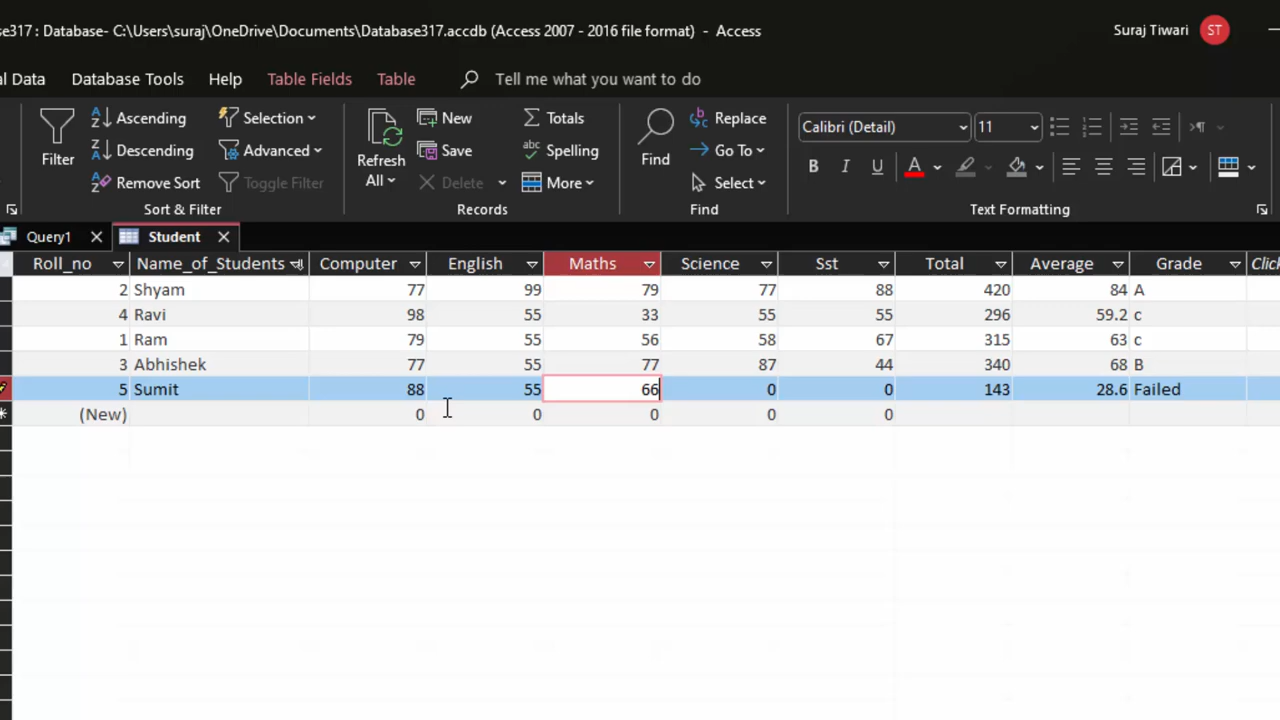 se317 : Database- C:\Users\suraj\OneDrive\Documents\Database317.accdb (Access 2007 - 2016 file format) - Access Suraj Tiwari ST
al Data Database Tools Help Table Fields Table Tell me what you want to do
Filter Ascending Selection Refresh All New Totals Find Replace Calibri (Detail) 11
Descending Advanced Save Spelling Go To B I U A
Remove Sort Toggle Filter Delete More Select
Sort & Filter Records Find Text Formatting
Query1 Student
Roll_no Name_of_Students Computer English Maths Science Sst Total Average Grade Click
2 Shyam 77 99 79 77 88 420 84 A
4 Ravi 98 55 33 55 55 296 59.2 c
1 Ram 79 55 56 58 67 315 63 c
3 Abhishek 77 55 77 87 44 340 68 B
5 Sumit 88 55 66 0 0 143 28.6 Failed
(New) 0 0 0 0 0